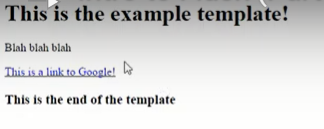 This is the example template!
Blah blah blah
This is a link to Google!
This is the end of the template